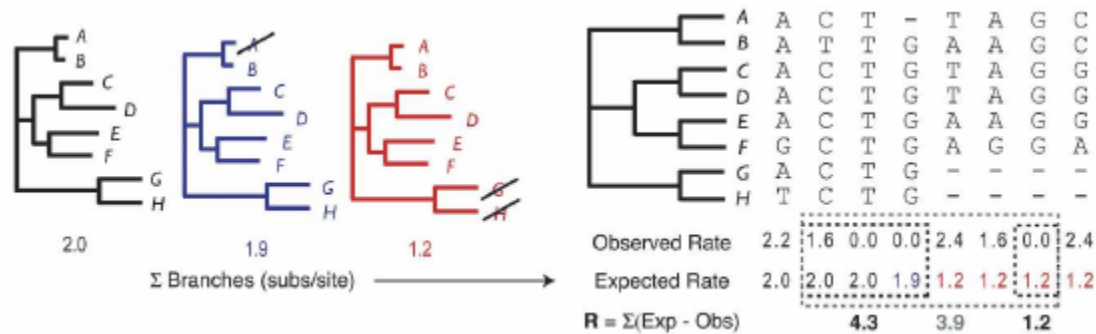 A
B
C
D
E
F
G
H
2.0
A
B
C
D
E
F
G
H
1.9
A
B
C
D
E
F
G
H
1.2
Σ Branches (subs/site)
A A C T - T A G C
B A T T G A A G C
C A C T G T A G G
D A C T G T A G G
E A C T G A A G G
F G C T G A G G A
G A C T G - - - -
H T C T G - - - -
Observed Rate 2.2 1.6 0.0 0.0 2.4 1.6 0.0 2.4
Expected Rate 2.0 2.0 2.0 1.9 1.2 1.2 1.2 1.2
R = Σ(Exp - Obs) 4.3 3.9 1.2